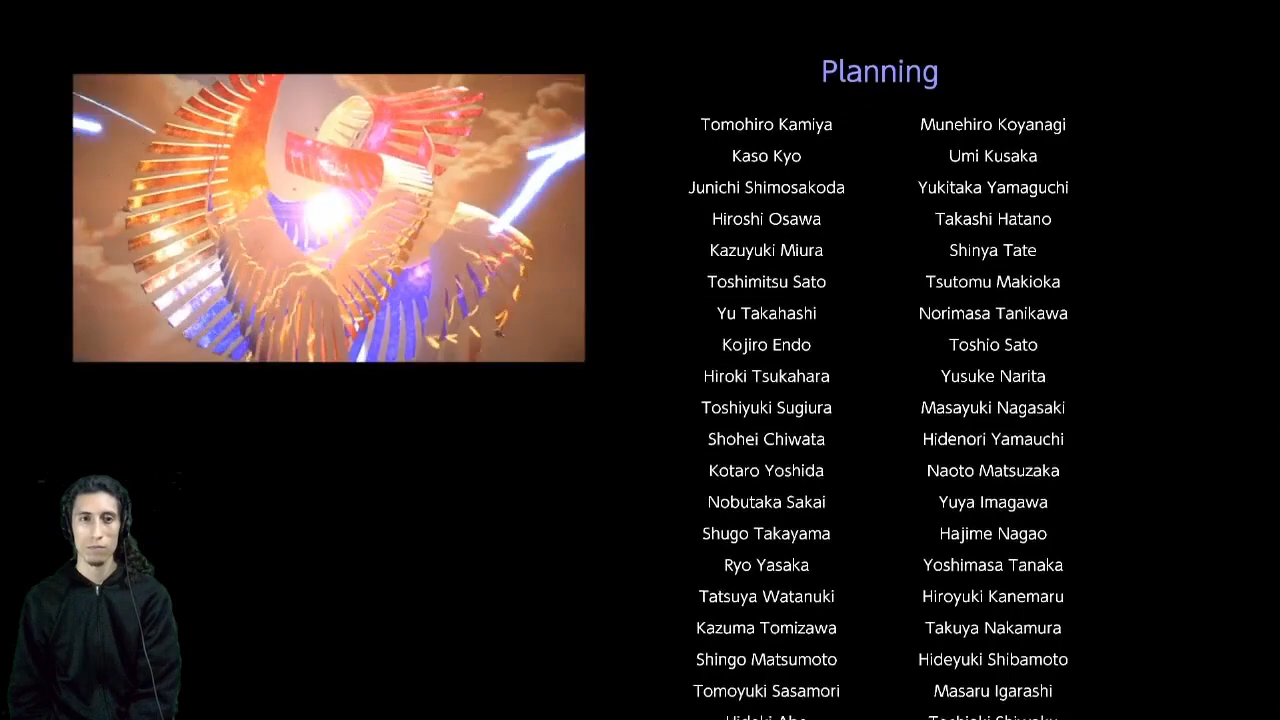 Planning
Tomohiro Kamiya Munehiro Koyanagi
Kaso Kyo Umi Kusaka
Junichi Shimosakoda Yukitaka Yamaguchi
Hiroshi Osawa Takashi Hatano
Kazuyuki Miura Shinya Tate
Toshimitsu Sato Tsutomu Makioka
Yu Takahashi Norimasa Tanikawa
Kojiro Endo Toshio Sato
Hiroki Tsukahara Yusuke Narita
Toshiyuki Sugiura Masayuki Nagasaki
Shohei Chiwata Hidenori Yamauchi
Kotaro Yoshida Naoto Matsuzaka
Nobutaka Sakai Yuya Imagawa
Shugo Takayama Hajime Nagao
Ryo Yasaka Yoshimasa Tanaka
Tatsuya Watanuki Hiroyuki Kanemaru
Kazuma Tomizawa Takuya Nakamura
Shingo Matsumoto Hideyuki Shibamoto
Tomoyuki Sasamori Masaru Igarashi